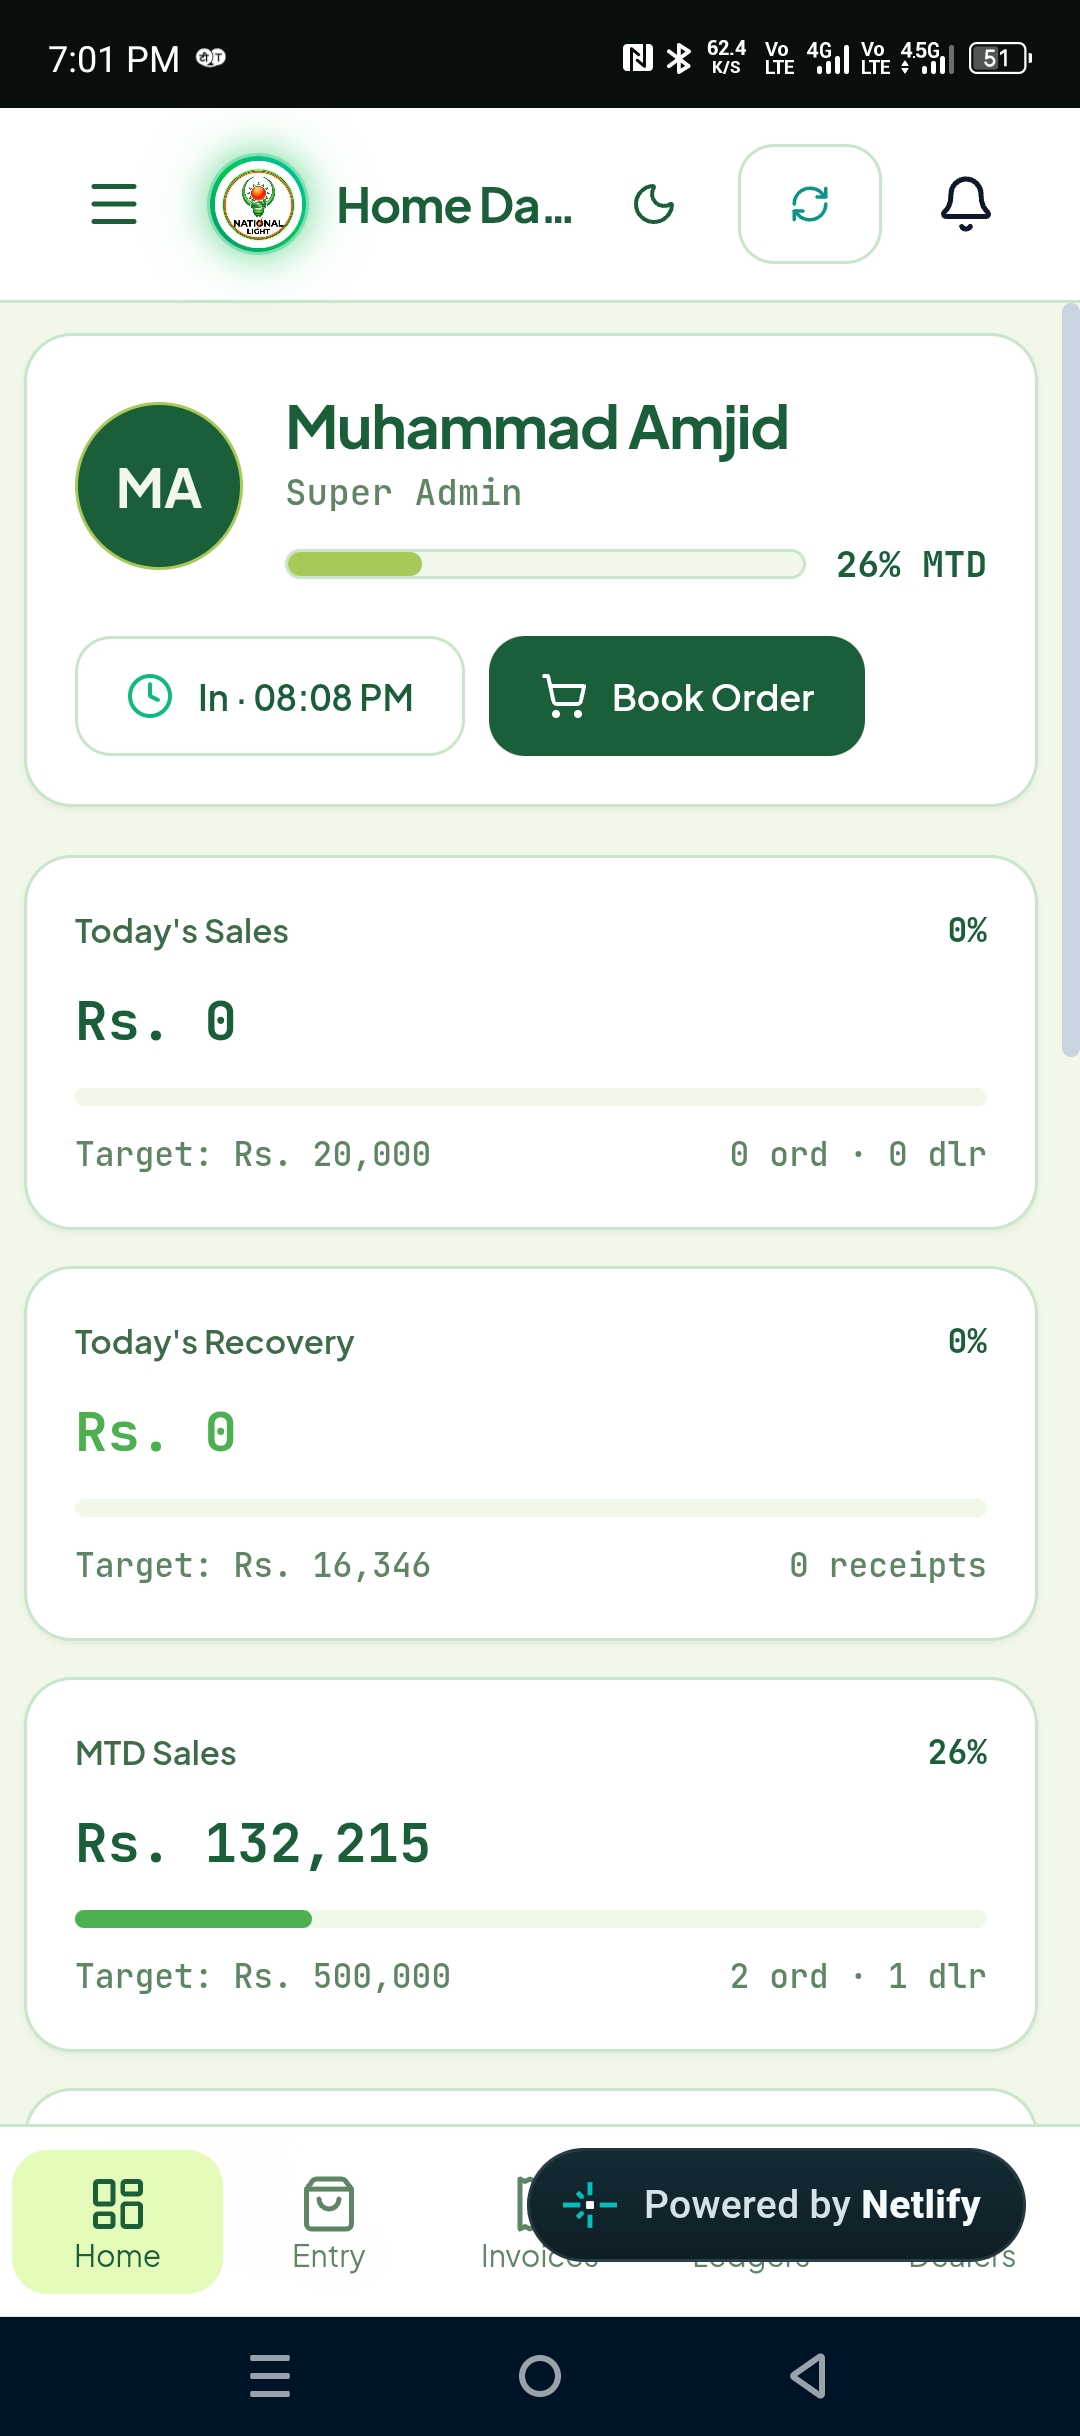 7:01 PM
62.4 K/S Vo LTE 4G Vo LTE 4.5G 51
NATIONAL LIGHT
Home Da...
MA
Muhammad Amjid
Super Admin
26% MTD
In · 08:08 PM
Book Order
Today's Sales
0%
Rs. 0
Target: Rs. 20,000
0 ord · 0 dlr
Today's Recovery
0%
Rs. 0
Target: Rs. 16,346
0 receipts
MTD Sales
26%
Rs. 132,215
Target: Rs. 500,000
2 ord · 1 dlr
Powered by Netlify
Home
Entry
Invoices
Ledgers
Dealers